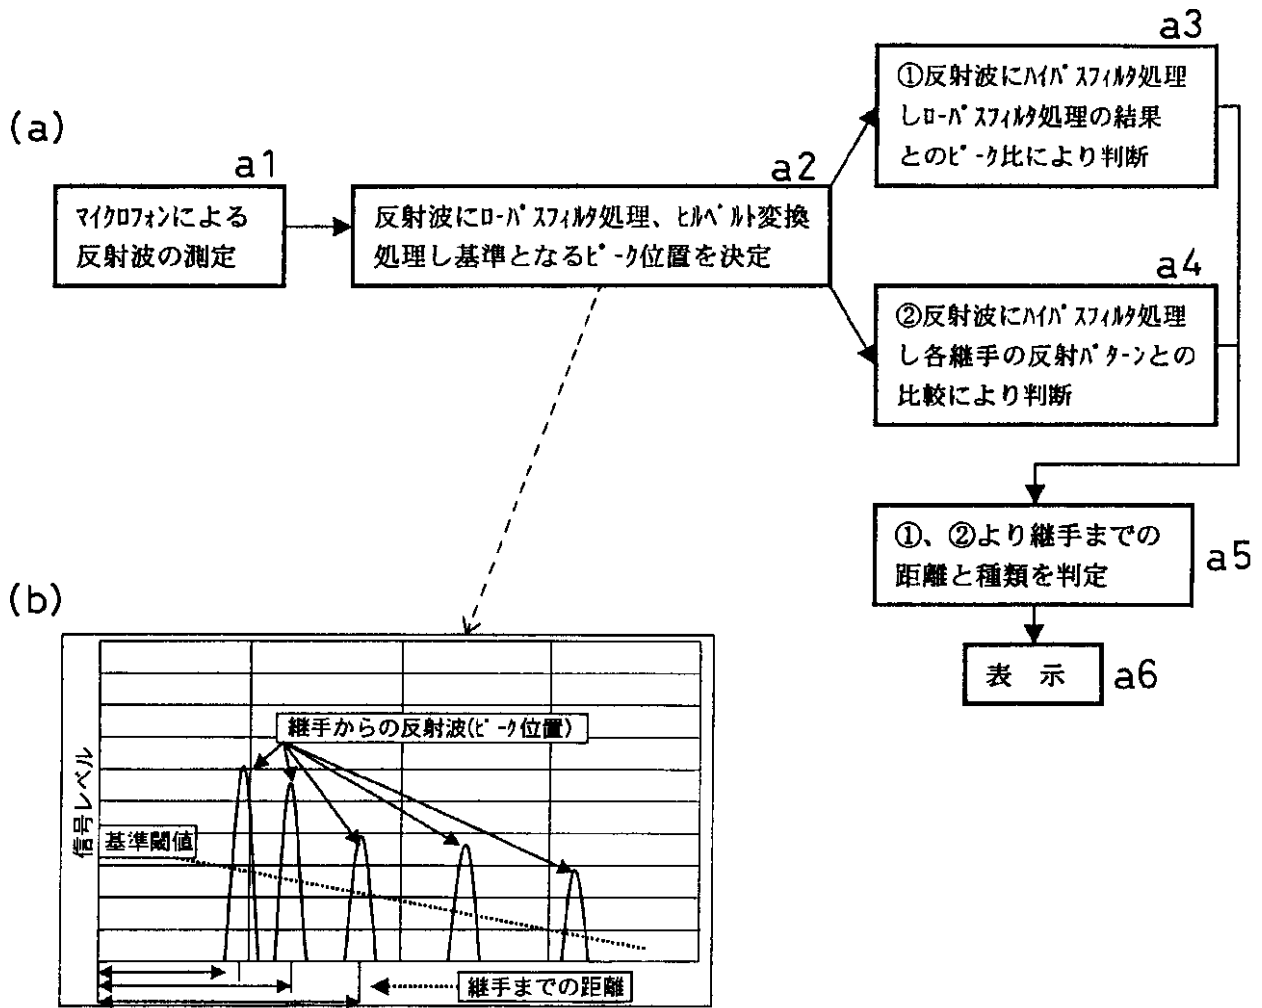 (a)
a1
マイクロフォンによる
反射波の測定
a2
反射波にローパスフィルタ処理、ヒルベルト変換
処理し基準となるピーク位置を決定
a3
①反射波にハイパスフィルタ処理
しローパスフィルタ処理の結果
とのピーク比により判断
a4
②反射波にハイパスフィルタ処理
し各継手の反射パターンとの
比較により判断
①、②より継手までの
距離と種類を判定
a5
表 示
a6
(b)
継手からの反射波(ピーク位置)
信号レベル
基準閾値
継手までの距離